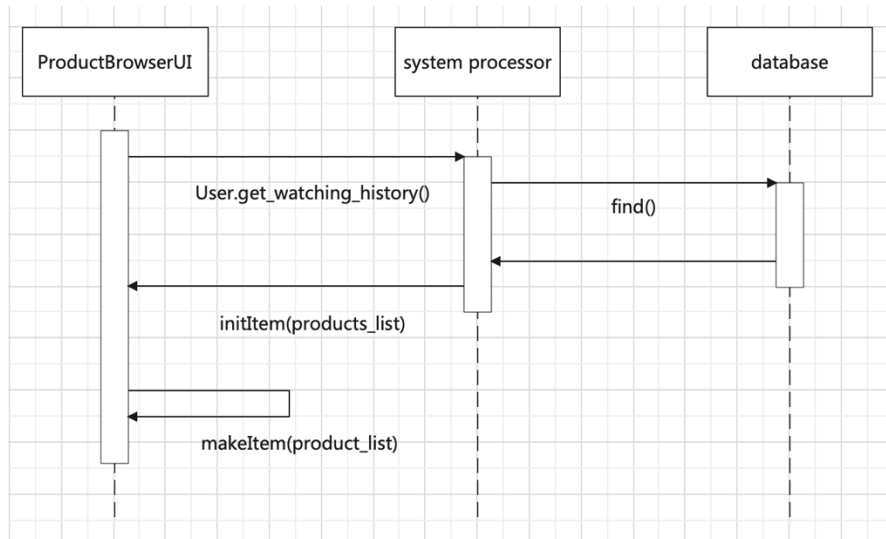 ProductBrowserUI
system processor
database
User.get_watching_history()
find()
initItem(products_list)
makeItem(product_list)